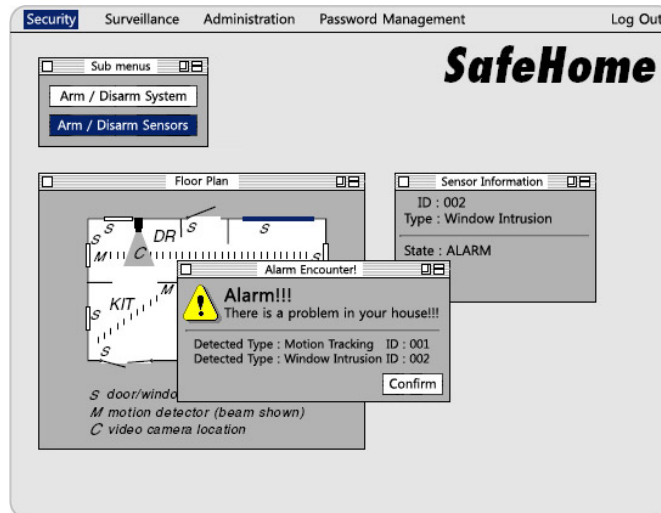 Security Surveillance Administration Password Management Log Out
SafeHome
Sub menus
Arm / Disarm System
Arm / Disarm Sensors
Floor Plan
S S DR S S
M C S
KIT M
S
S
S door/windo
M motion detector (beam shown)
C video camera location
Sensor Information
ID : 002
Type : Window Intrusion
State : ALARM
Alarm Encounter!
Alarm!!!
There is a problem in your house!!!
Detected Type : Motion Tracking ID : 001
Detected Type : Window Intrusion ID : 002
Confirm